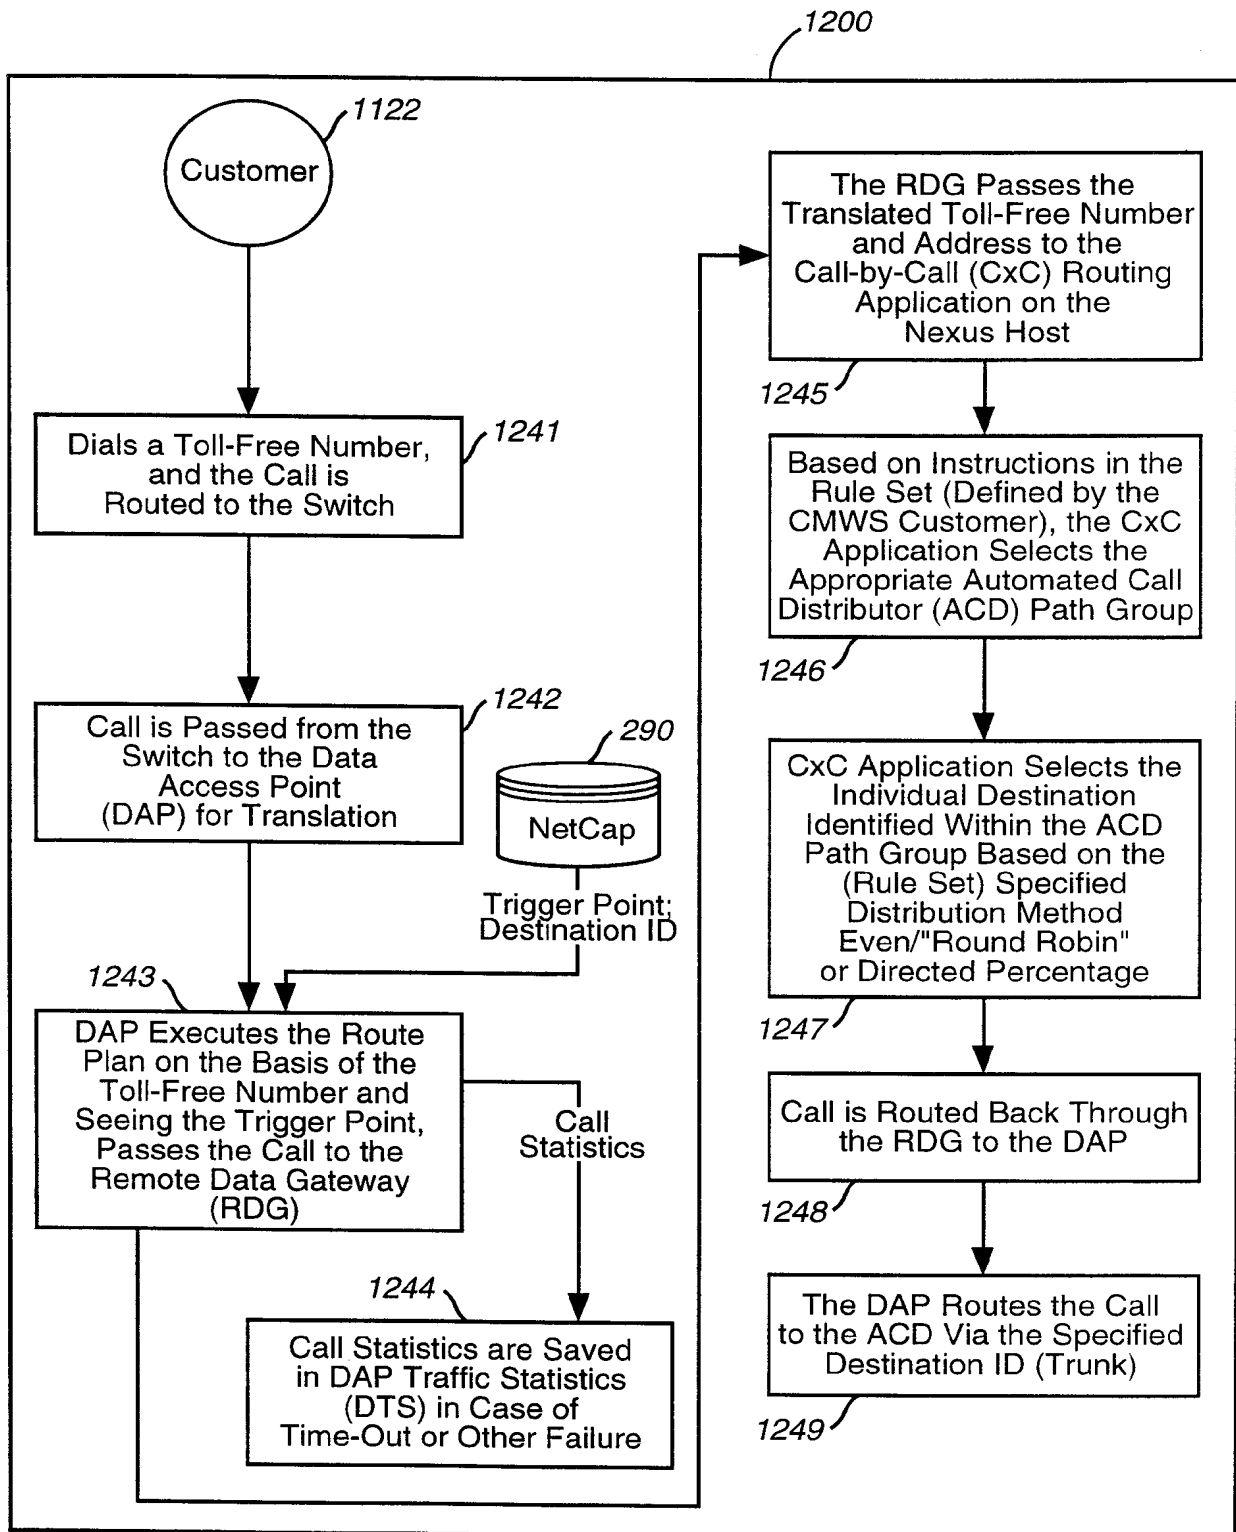 1200
1122
Customer
1241
Dials a Toll-Free Number,
and the Call is
Routed to the Switch
1242
Call is Passed from the
Switch to the Data
Access Point
(DAP) for Translation
290
NetCap
Trigger Point;
Destination ID
1243
DAP Executes the Route
Plan on the Basis of the
Toll-Free Number and
Seeing the Trigger Point,
Passes the Call to the
Remote Data Gateway
(RDG)
Call
Statistics
1244
Call Statistics are Saved
in DAP Traffic Statistics
(DTS) in Case of
Time-Out or Other Failure
The RDG Passes the
Translated Toll-Free Number
and Address to the
Call-by-Call (CxC) Routing
Application on the
Nexus Host
1245
Based on Instructions in the
Rule Set (Defined by the
CMWS Customer), the CxC
Application Selects the
Appropriate Automated Call
Distributor (ACD) Path Group
1246
CxC Application Selects the
Individual Destination
Identified Within the ACD
Path Group Based on the
(Rule Set) Specified
Distribution Method
Even/"Round Robin"
or Directed Percentage
1247
Call is Routed Back Through
the RDG to the DAP
1248
The DAP Routes the Call
to the ACD Via the Specified
Destination ID (Trunk)
1249